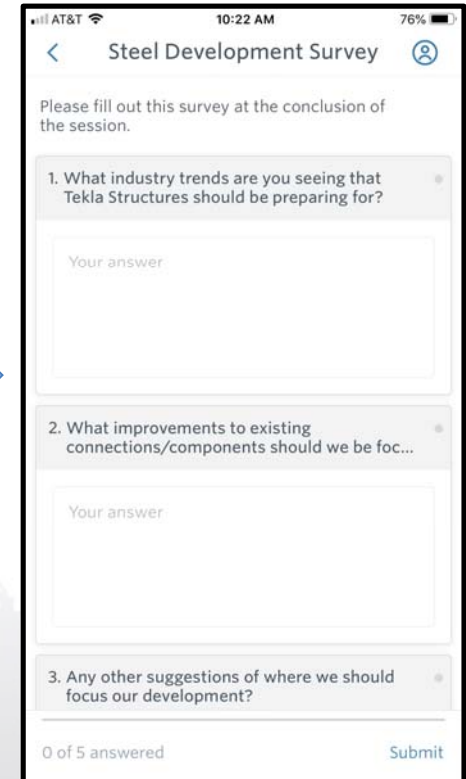 AT&T 10:22 AM 76%
Steel Development Survey
Please fill out this survey at the conclusion of
the session.
1. What industry trends are you seeing that
Tekla Structures should be preparing for?
Your answer
2. What improvements to existing
connections/components should we be foc...
Your answer
3. Any other suggestions of where we should
focus our development?
0 of 5 answered Submit